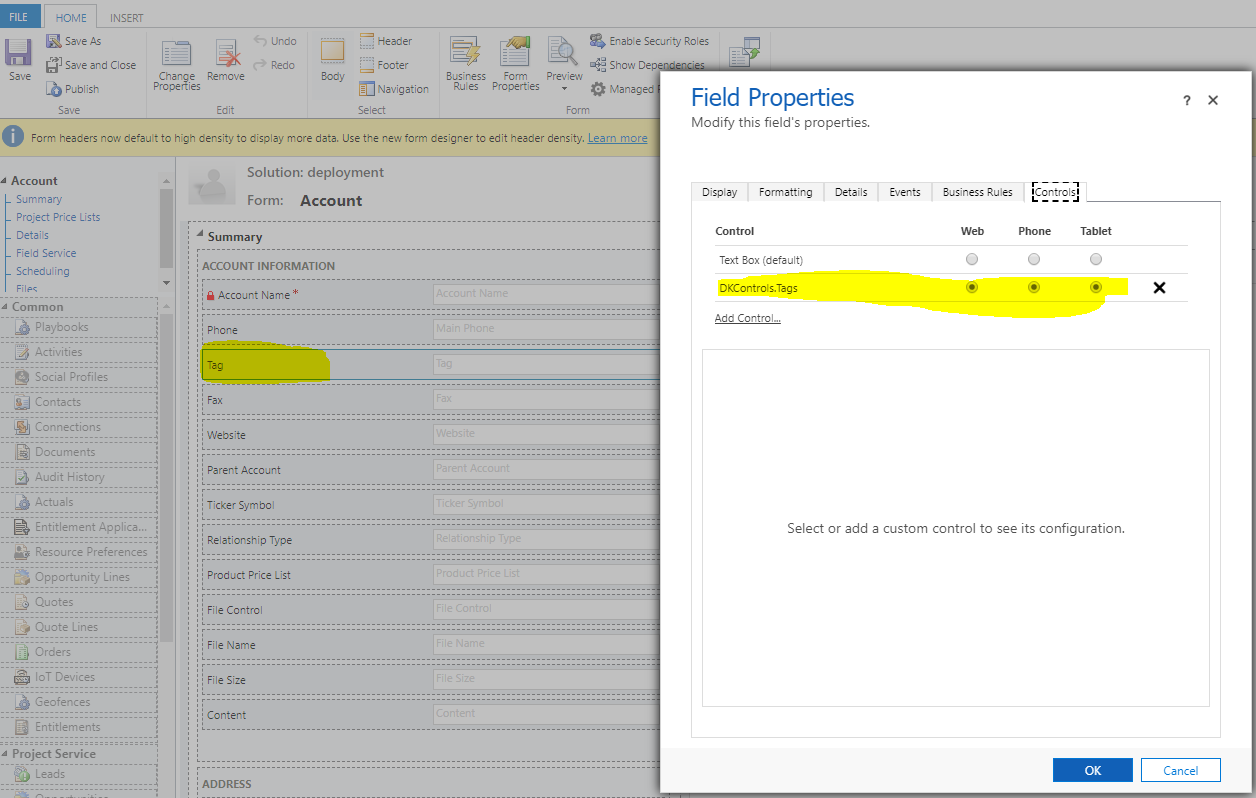 FILE HOME INSERT
Save
Save As
Save and Close
Publish
Save
Change Properties
Remove
Undo
Redo
Edit
Body
Header
Footer
Navigation
Select
Business Rules
Form Properties
Preview
Enable Security Roles
Show Dependencies
Managed
Form
Form headers now default to high density to display more data. Use the new form designer to edit header density. Learn more
Account
Summary
Project Price Lists
Details
Field Service
Scheduling
Files
Common
Playbooks
Activities
Social Profiles
Contacts
Connections
Documents
Audit History
Actuals
Entitlement Applica...
Resource Preferences
Opportunity Lines
Quotes
Quote Lines
Orders
IoT Devices
Geofences
Entitlements
Project Service
Leads
Opportunities
Solution: deployment
Form: Account
Summary
ACCOUNT INFORMATION
Account Name * Account Name
Phone Main Phone
Tag Tag
Fax Fax
Website Website
Parent Account Parent Account
Ticker Symbol Ticker Symbol
Relationship Type Relationship Type
Product Price List Product Price List
File Control File Control
File Name File Name
File Size File Size
Content Content
ADDRESS
Field Properties
? ✕
Modify this field's properties.
Display Formatting Details Events Business Rules Controls
Control Web Phone Tablet
Text Box (default)
DKControls.Tags
Add Control...
Select or add a custom control to see its configuration.
OK Cancel